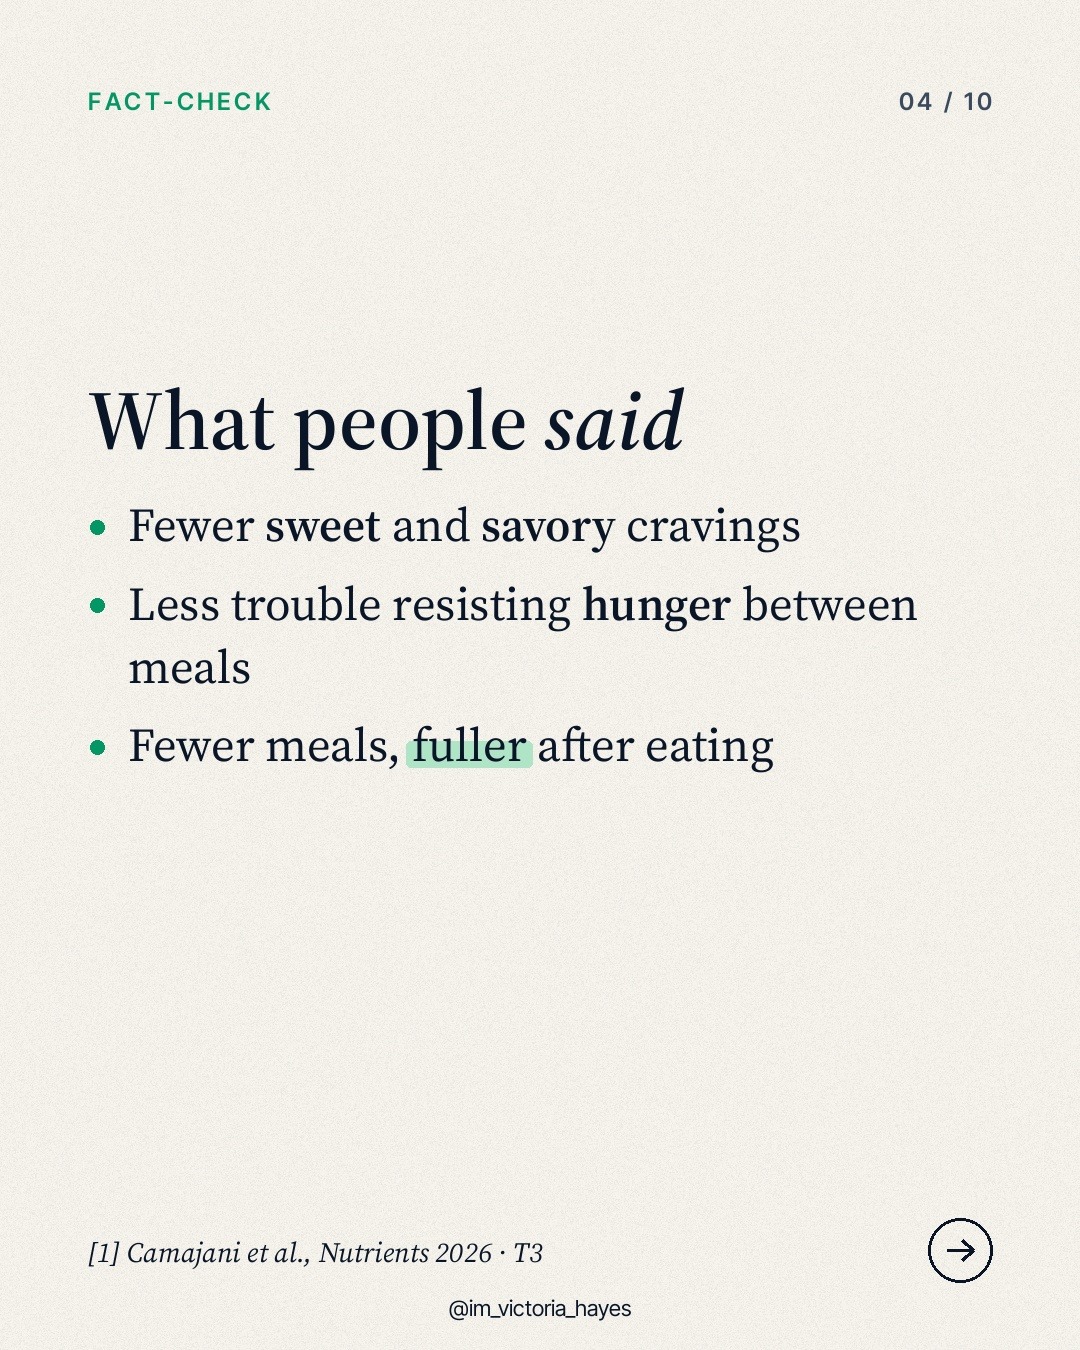 FACT-CHECK
04 / 10
What people said
Fewer sweet and savory cravings
Less trouble resisting hunger between
meals
Fewer meals, fuller after eating
[1] Camajani et al., Nutrients 2026 · T3
@im_victoria_hayes